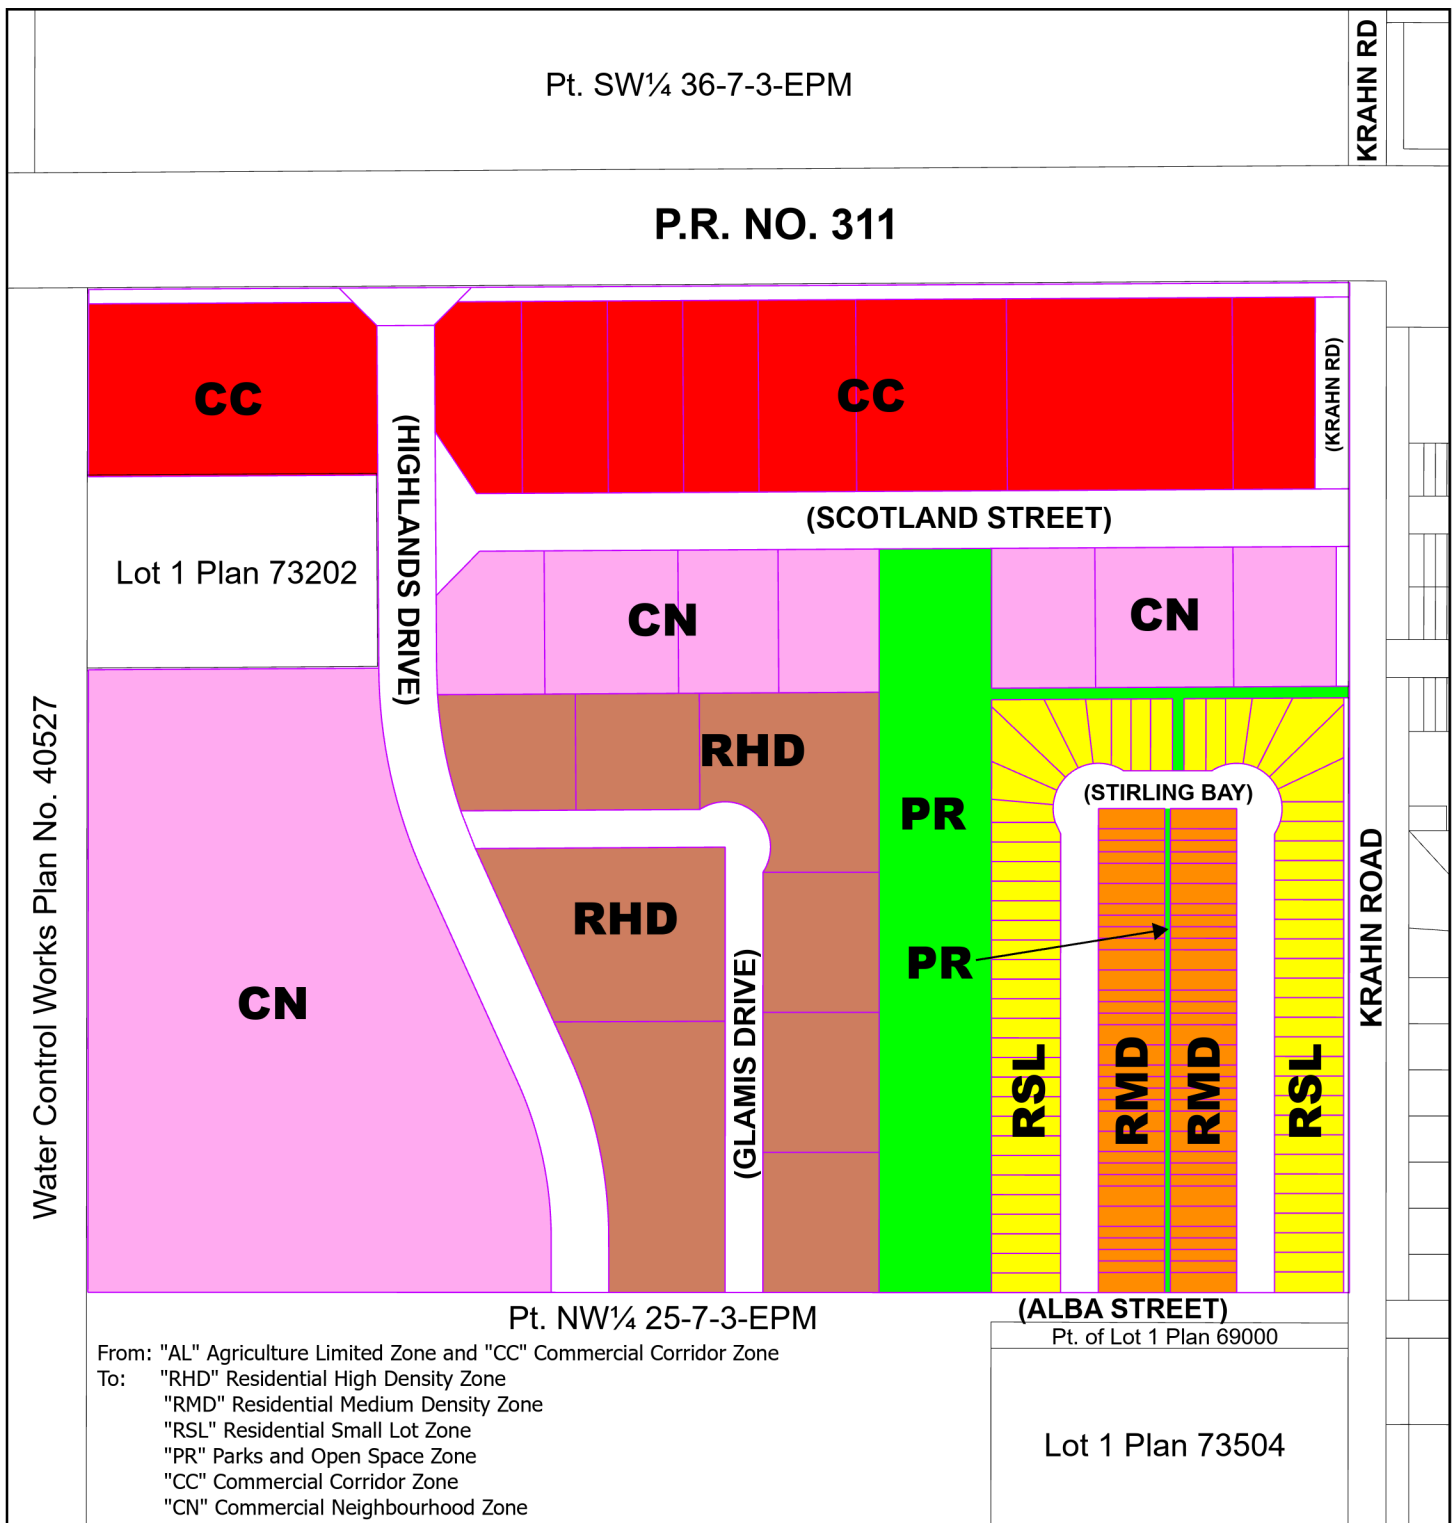 KRAHN RD
Pt. SW¼ 36-7-3-EPM
P.R. NO. 311
CC
CC
(KRAHN RD)
(HIGHLANDS DRIVE)
(SCOTLAND STREET)
Lot 1 Plan 73202
CN
CN
Water Control Works Plan No. 40527
RHD
(STIRLING BAY)
PR
KRAHN ROAD
RHD
PR
CN
(GLAMIS DRIVE)
RSL
RMD
RMD
RSL
Pt. NW¼ 25-7-3-EPM
(ALBA STREET)
Pt. of Lot 1 Plan 69000
From: "AL" Agriculture Limited Zone and "CC" Commercial Corridor Zone
To: "RHD" Residential High Density Zone
"RMD" Residential Medium Density Zone
"RSL" Residential Small Lot Zone
"PR" Parks and Open Space Zone
"CC" Commercial Corridor Zone
"CN" Commercial Neighbourhood Zone
Lot 1 Plan 73504